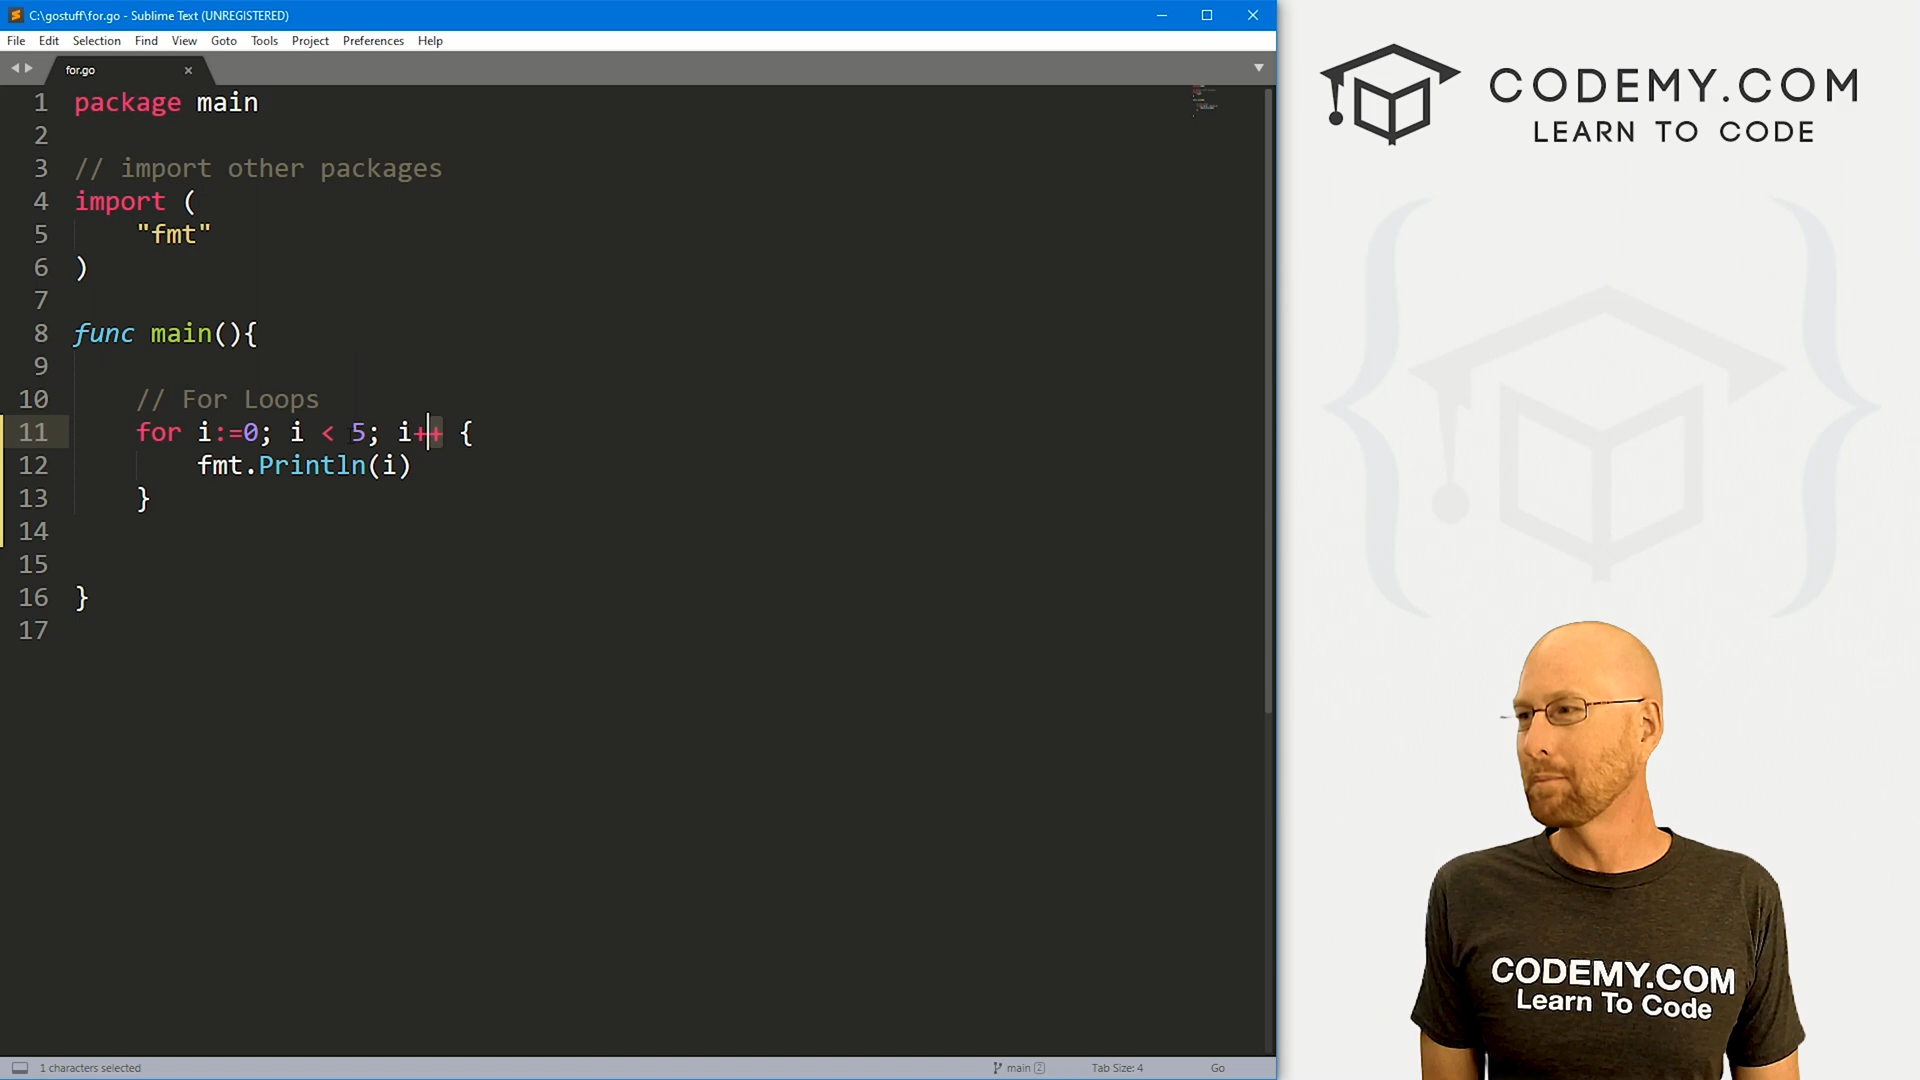 C:\gostuff\for.go - Sublime Text (UNREGISTERED)
File Edit Selection Find View Goto Tools Project Preferences Help
for.go
1 package main
2
3 // import other packages
4 import (
5 "fmt"
6 )
7
8 func main(){
9
10 // For Loops
11 for i:=0; i < 5; i++ {
12 fmt.Println(i)
13 }
14
15
16 }
17
1 characters selected
main 2
Tab Size: 4
Go
CODEMY.COM
LEARN TO CODE
CODEMY.COM
Learn To Code